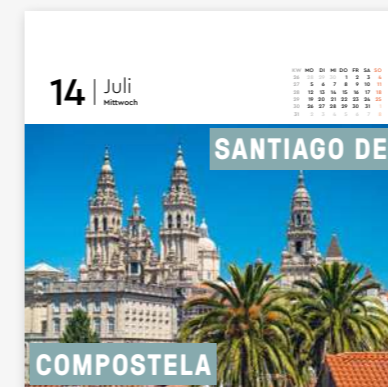 14 Juli
Mittwoch
KW MO DI MI DO FR SA SO
26 28 29 30 1 2 3 4
27 5 6 7 8 9 10 11
28 12 13 14 15 16 17 18
29 19 20 21 22 23 24 25
30 26 27 28 29 30 31 1
31 2 3 4 5 6 7 8
SANTIAGO DE
COMPOSTELA